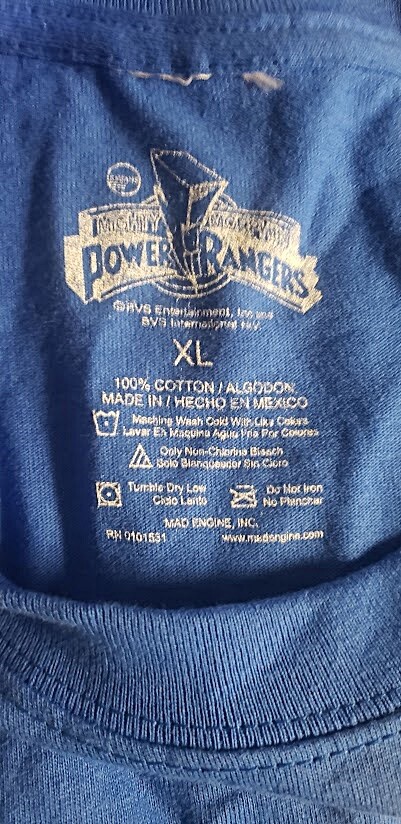 MIGHTY MORPHIN
POWER RANGERS
©BVS Entertainment, Inc and
BVS International N.V.
XL
100% COTTON / ALGODON
MADE IN / HECHO EN MEXICO
Machine Wash Cold With Like Colors
Lavar En Maquina Agua Fria Por Colores
Only Non-Chlorine Bleach
Solo Blanqueador Sin Cloro
Tumble Dry Low
Ciclo Lento
Do Not Iron
No Planchar
MAD ENGINE, INC.
RN 0101531
www.madengine.com